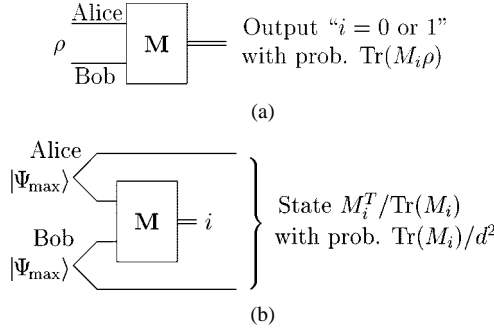 Alice
ρ
M
Bob
Output “i = 0 or 1”
with prob. Tr(M_iρ)
(a)
Alice
|Ψ_max⟩
M
i
Bob
|Ψ_max⟩
State M_i^T/Tr(M_i)
with prob. Tr(M_i)/d^2
(b)